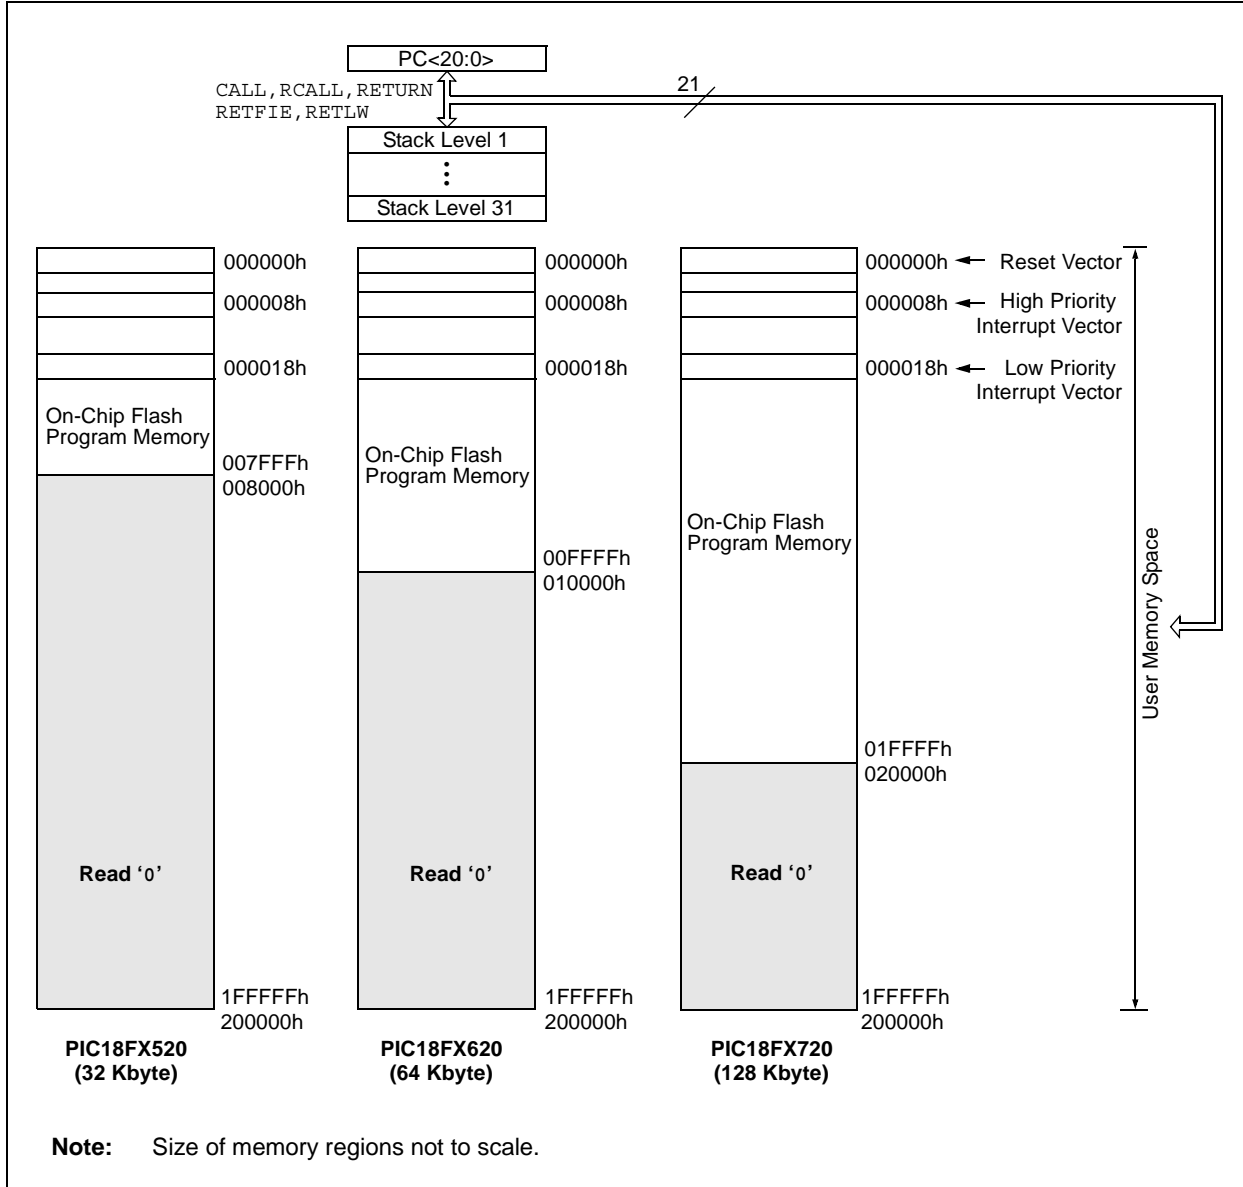 PC<20:0>
CALL,RCALL,RETURN
RETFIE,RETLW
21
Stack Level 1
Stack Level 31
000000h
000008h
000018h
On-Chip Flash
Program Memory
007FFFh
008000h
Read ‘0’
1FFFFFh
200000h
PIC18FX520
(32 Kbyte)
000000h
000008h
000018h
On-Chip Flash
Program Memory
00FFFFh
010000h
Read ‘0’
1FFFFFh
200000h
PIC18FX620
(64 Kbyte)
000000h
Reset Vector
000008h
High Priority
Interrupt Vector
000018h
Low Priority
Interrupt Vector
On-Chip Flash
Program Memory
01FFFFh
020000h
Read ‘0’
1FFFFFh
200000h
PIC18FX720
(128 Kbyte)
User Memory Space
Note: Size of memory regions not to scale.